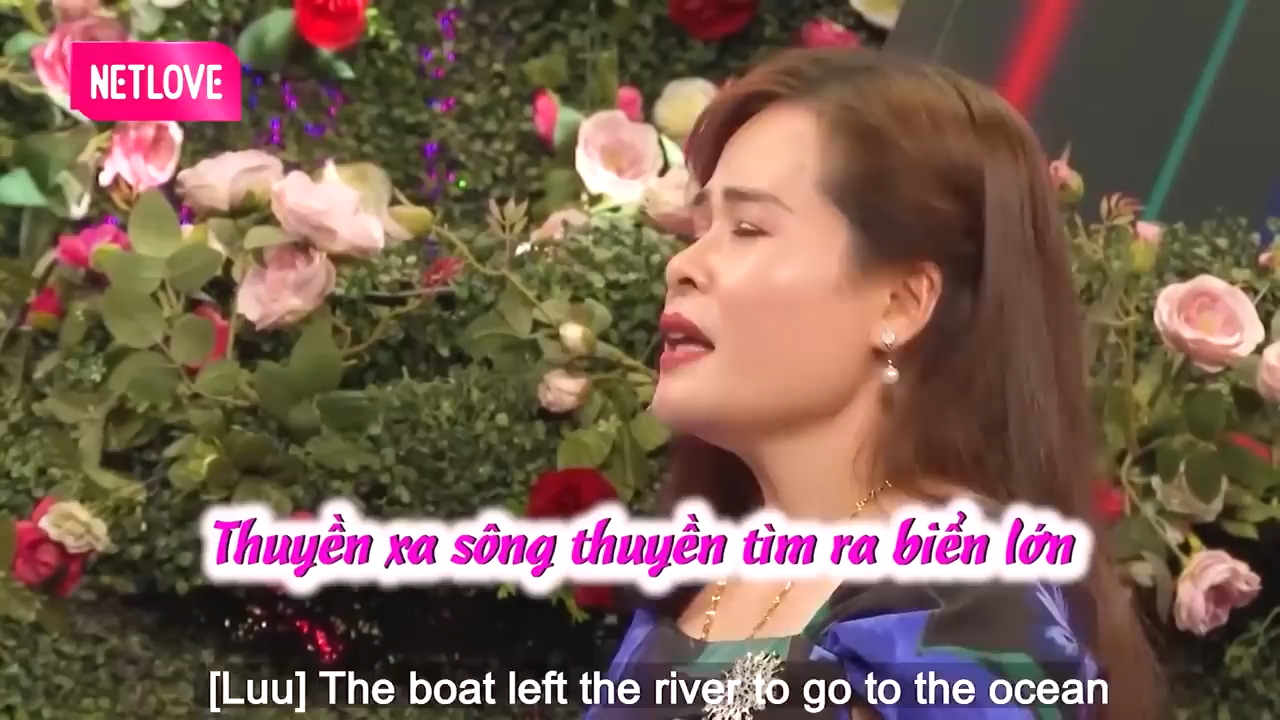 NETLOVE
Thuyền xa sông thuyền tìm ra biển lớn
[Luu] The boat left the river to go to the ocean